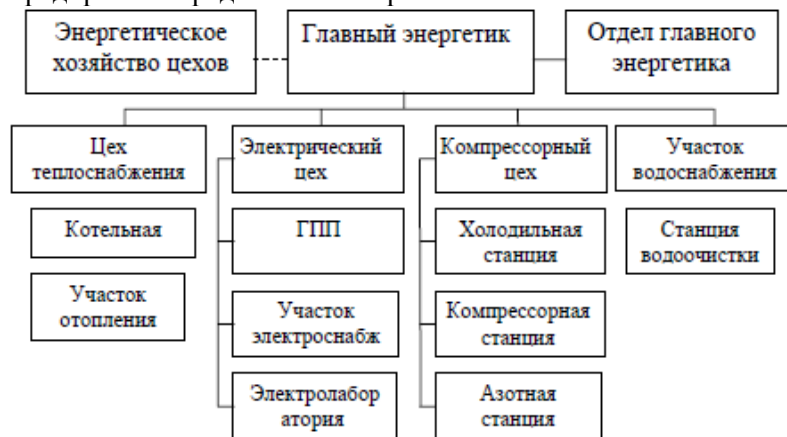 Энергетическое
хозяйство цехов
Главный энергетик
Отдел главного
энергетика
Цех
теплоснабжения
Электрический
цех
Компрессорный
цех
Участок
водоснабжения
Котельная
ГПП
Холодильная
станция
Станция
водоочистки
Участок
отопления
Участок
электроснабж
Компрессорная
станция
Электролабор
атория
Азотная
станция